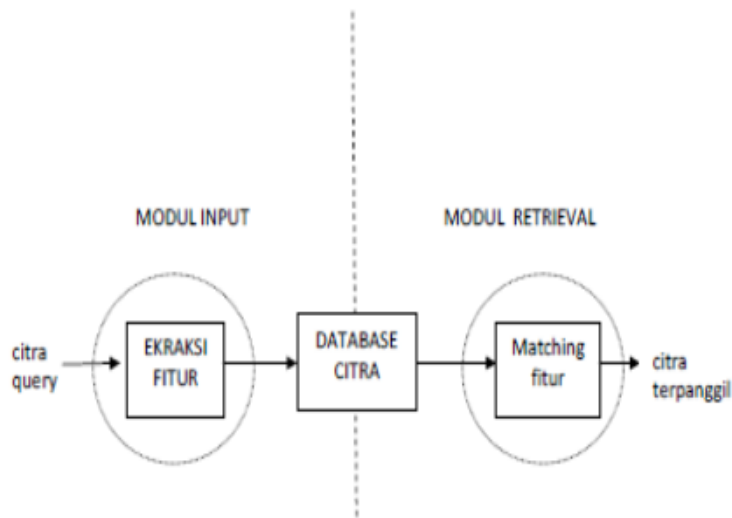 MODUL INPUT
MODUL RETRIEVAL
citra
query
EKRAKSI
FITUR
DATABASE
CITRA
Matching
fitur
citra
terpanggil